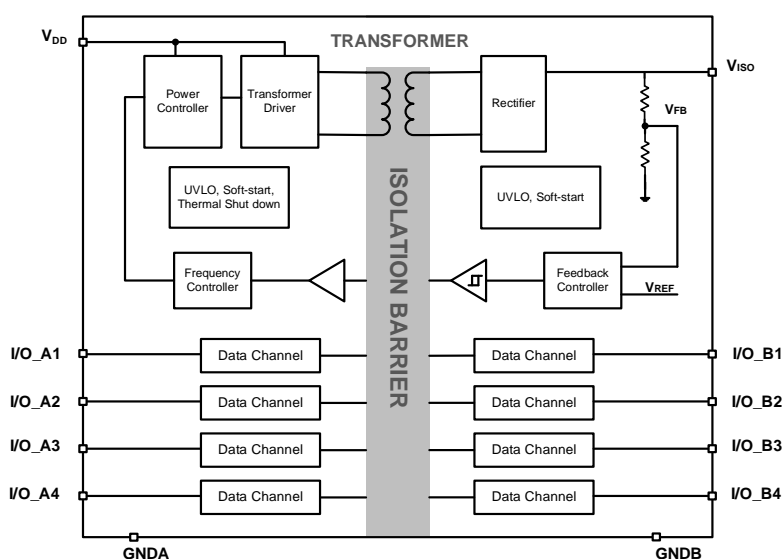 VDD
TRANSFORMER
VISO
Power
Controller
Transformer
Driver
Rectifier
VFB
UVLO, Soft-start,
Thermal Shut down
UVLO, Soft-start
ISOLATION BARRIER
Frequency
Controller
Feedback
Controller
VREF
I/O_A1
Data Channel
Data Channel
I/O_B1
I/O_A2
Data Channel
Data Channel
I/O_B2
I/O_A3
Data Channel
Data Channel
I/O_B3
I/O_A4
Data Channel
Data Channel
I/O_B4
GNDA
GNDB